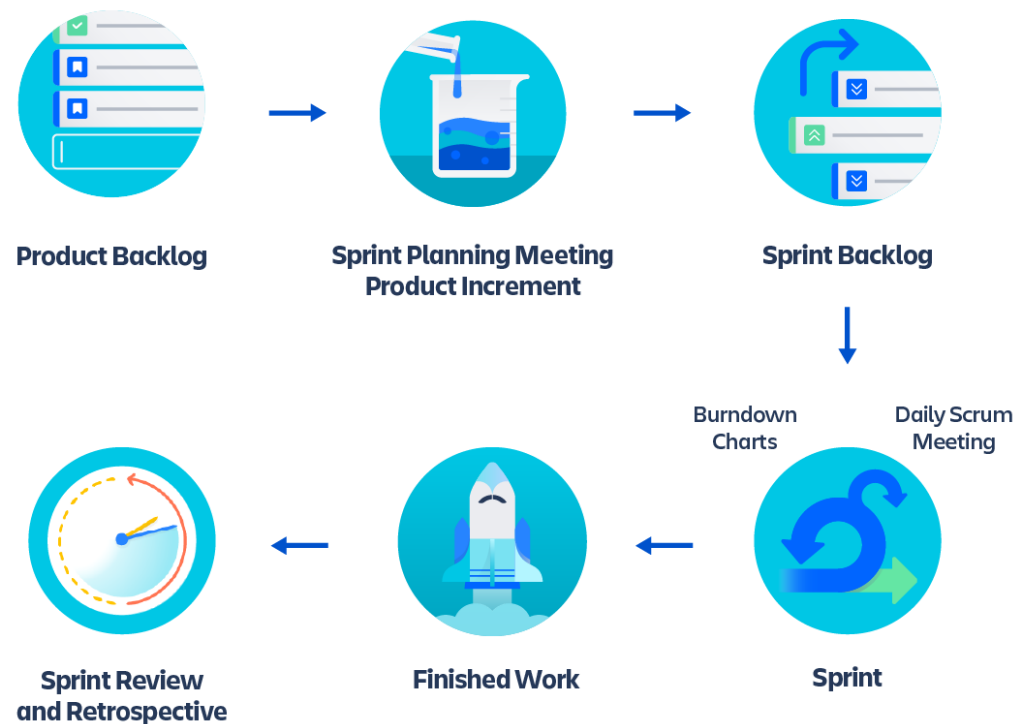 Product Backlog
Sprint Planning Meeting
Product Increment
Sprint Backlog
Burndown
Charts
Daily Scrum
Meeting
Sprint
Finished Work
Sprint Review
and Retrospective